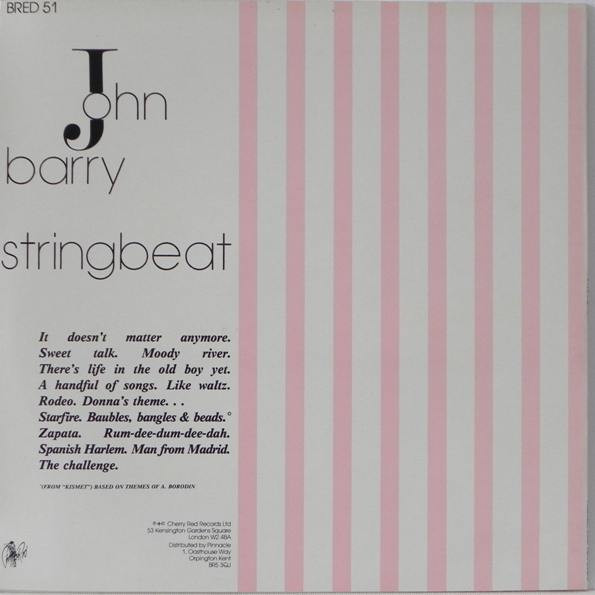 BRED 51
John
barry
stringbeat
It doesn't matter anymore.
Sweet talk. Moody river.
There's life in the old boy yet.
A handful of songs. Like waltz.
Rodeo. Donna's theme. . .
Starfire. Baubles, bangles & beads.°
Zapata. Rum-dee-dum-dee-dah.
Spanish Harlem. Man from Madrid.
The challenge.
°(FROM "KISMET") BASED ON THEMES OF A. BORODIN
℗+© Cherry Red Records Ltd
53 Kensington Gardens Square
London W2 4BA
Distributed by Pinnacle
1, Oasthouse Way
Orpington Kent
BR5 3QJ